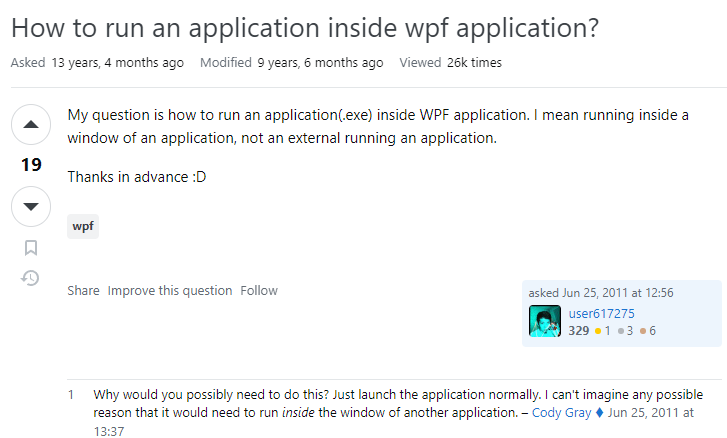 How to run an application inside wpf application?
Asked 13 years, 4 months ago Modified 9 years, 6 months ago Viewed 26k times
My question is how to run an application(.exe) inside WPF application. I mean running inside a
window of an application, not an external running an application.
19
Thanks in advance :D
wpf
Share Improve this question Follow
asked Jun 25, 2011 at 12:56
user617275
329 ● 1 ● 3 ● 6
1 Why would you possibly need to do this? Just launch the application normally. I can't imagine any possible
reason that it would need to run inside the window of another application. – Cody Gray ♦ Jun 25, 2011 at
13:37